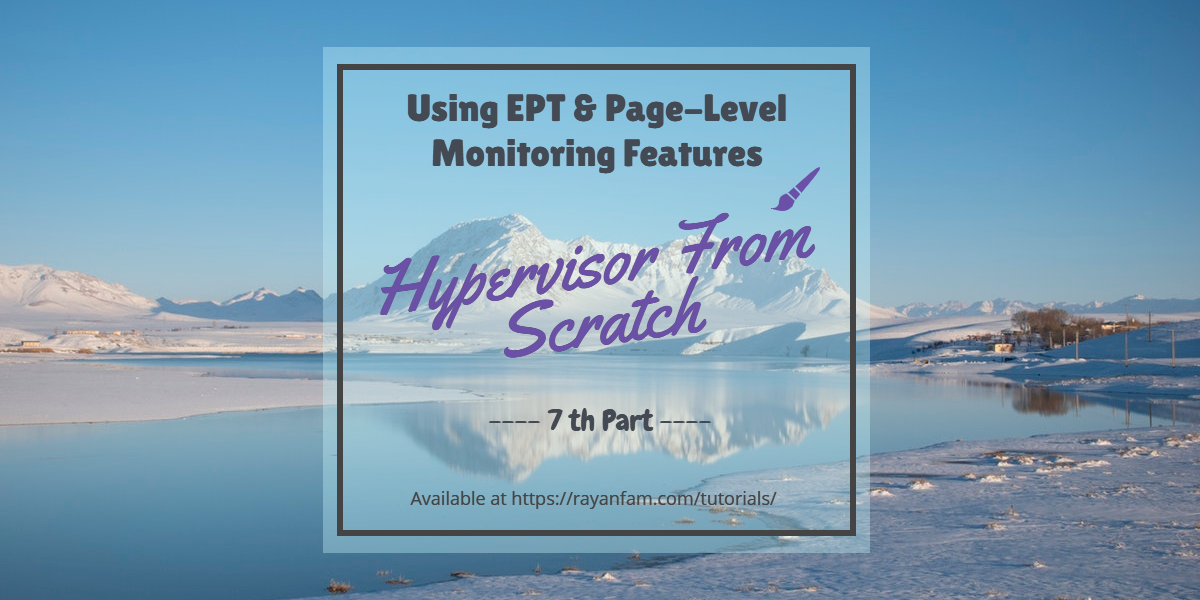 Using EPT & Page-Level
Monitoring Features
Hypervisor From
Scratch
---- 7 th Part ----
Available at https://rayanfam.com/tutorials/